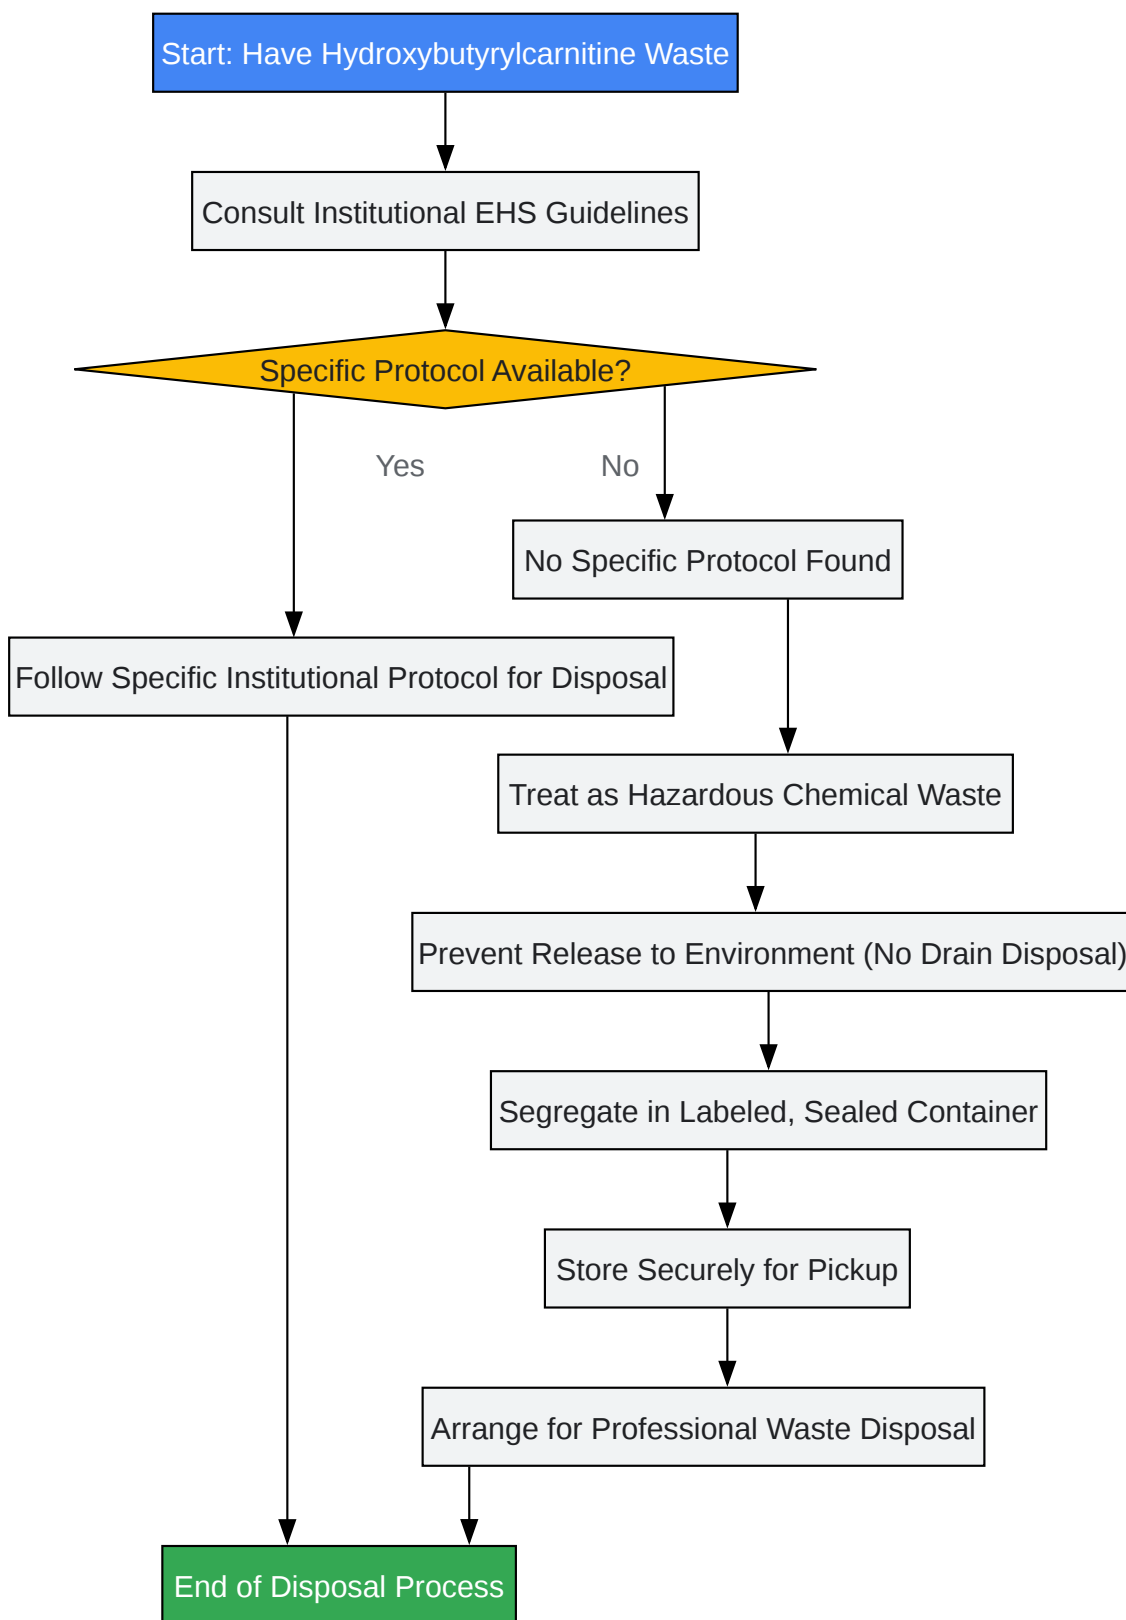 Start: Have Hydroxybutyrylcarnitine Waste
Consult Institutional EHS Guidelines
Specific Protocol Available?
Yes
No
No Specific Protocol Found
Follow Specific Institutional Protocol for Disposal
Treat as Hazardous Chemical Waste
Prevent Release to Environment (No Drain Disposal)
Segregate in Labeled, Sealed Container
Store Securely for Pickup
Arrange for Professional Waste Disposal
End of Disposal Process